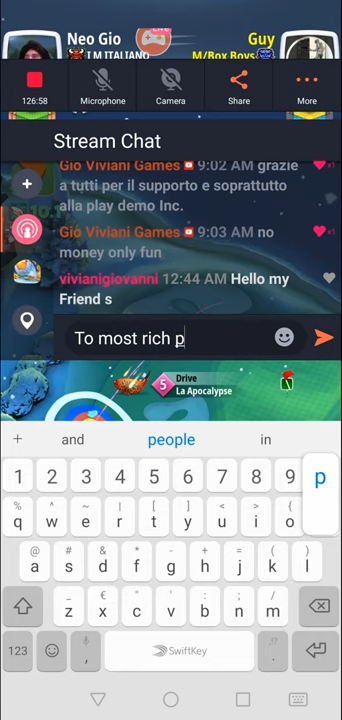 LIVE
Neo Gio
I M ITALIANO
Guy
M/Box Boys
126:58
Microphone
Camera
Share
More
Stream Chat
Gio Viviani Games 9:02 AM grazie
a tutti per il supporto e soprattutto
alla play demo Inc.
Gio Viviani Games 9:03 AM no
money only fun
vivianigiovanni 12:44 AM Hello my
Friend s
To most rich p
5 Drive
La Apocalypse
+ and people in
1 2 3 4 5 6 7 8 9 p
q w e r t y u i o
a s d f g h j k l
z x c v b n m
123 , SwiftKey .